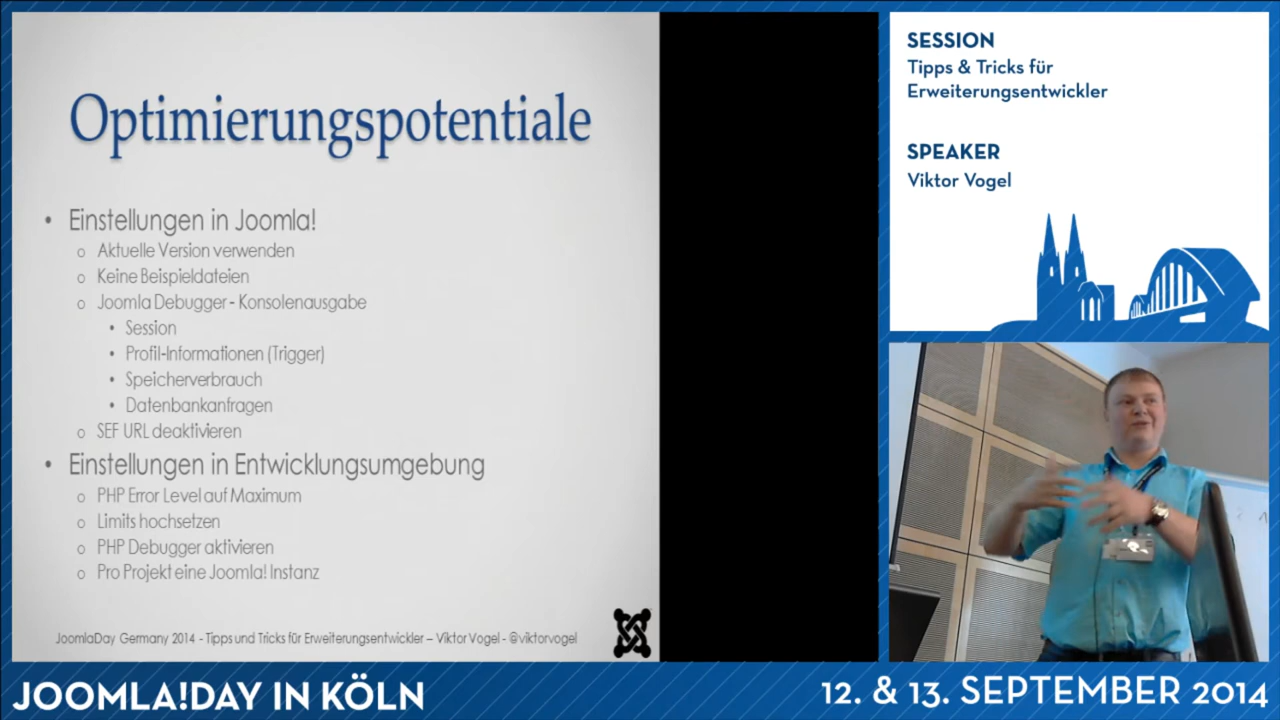 Optimierungspotentiale
• Einstellungen in Joomla!
o Aktuelle Version verwenden
o Keine Beispieldateien
o Joomla Debugger - Konsolenausgabe
• Session
• Profil-Informationen (Trigger)
• Speicherverbrauch
• Datenbankanfragen
o SEF URL deaktivieren
• Einstellungen in Entwicklungsumgebung
o PHP Error Level auf Maximum
o Limits hochsetzen
o PHP Debugger aktivieren
o Pro Projekt eine Joomla! Instanz
JoomlaDay Germany 2014 - Tipps und Tricks für Erweiterungsentwickler – Viktor Vogel - @viktorvogel
SESSION
Tipps & Tricks für
Erweiterungsentwickler
SPEAKER
Viktor Vogel
JOOMLA!DAY IN KÖLN
12. & 13. SEPTEMBER 2014